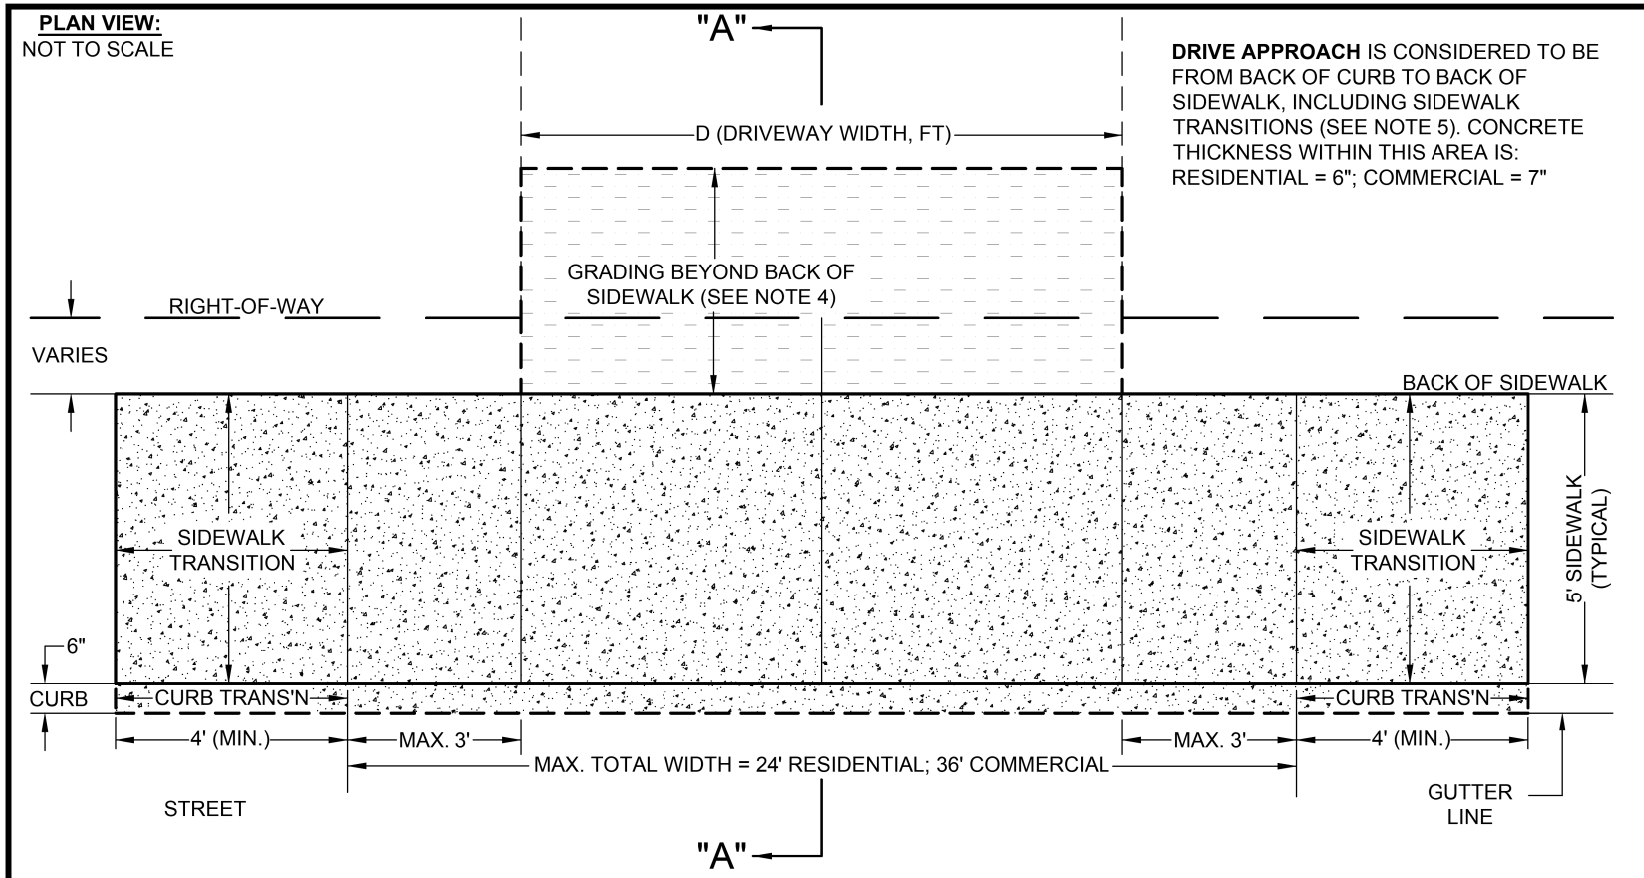 PLAN VIEW:
NOT TO SCALE
"A"
DRIVE APPROACH IS CONSIDERED TO BE
FROM BACK OF CURB TO BACK OF
SIDEWALK, INCLUDING SIDEWALK
TRANSITIONS (SEE NOTE 5). CONCRETE
THICKNESS WITHIN THIS AREA IS:
RESIDENTIAL = 6"; COMMERCIAL = 7"
D (DRIVEWAY WIDTH, FT)
GRADING BEYOND BACK OF
SIDEWALK (SEE NOTE 4)
RIGHT-OF-WAY
VARIES
BACK OF SIDEWALK
SIDEWALK
TRANSITION
SIDEWALK
TRANSITION
5' SIDEWALK
(TYPICAL)
6"
CURB
CURB TRANS'N
CURB TRANS'N
4' (MIN.)
MAX. 3'
MAX. 3'
4' (MIN.)
MAX. TOTAL WIDTH = 24' RESIDENTIAL; 36' COMMERCIAL
STREET
GUTTER
LINE
"A"